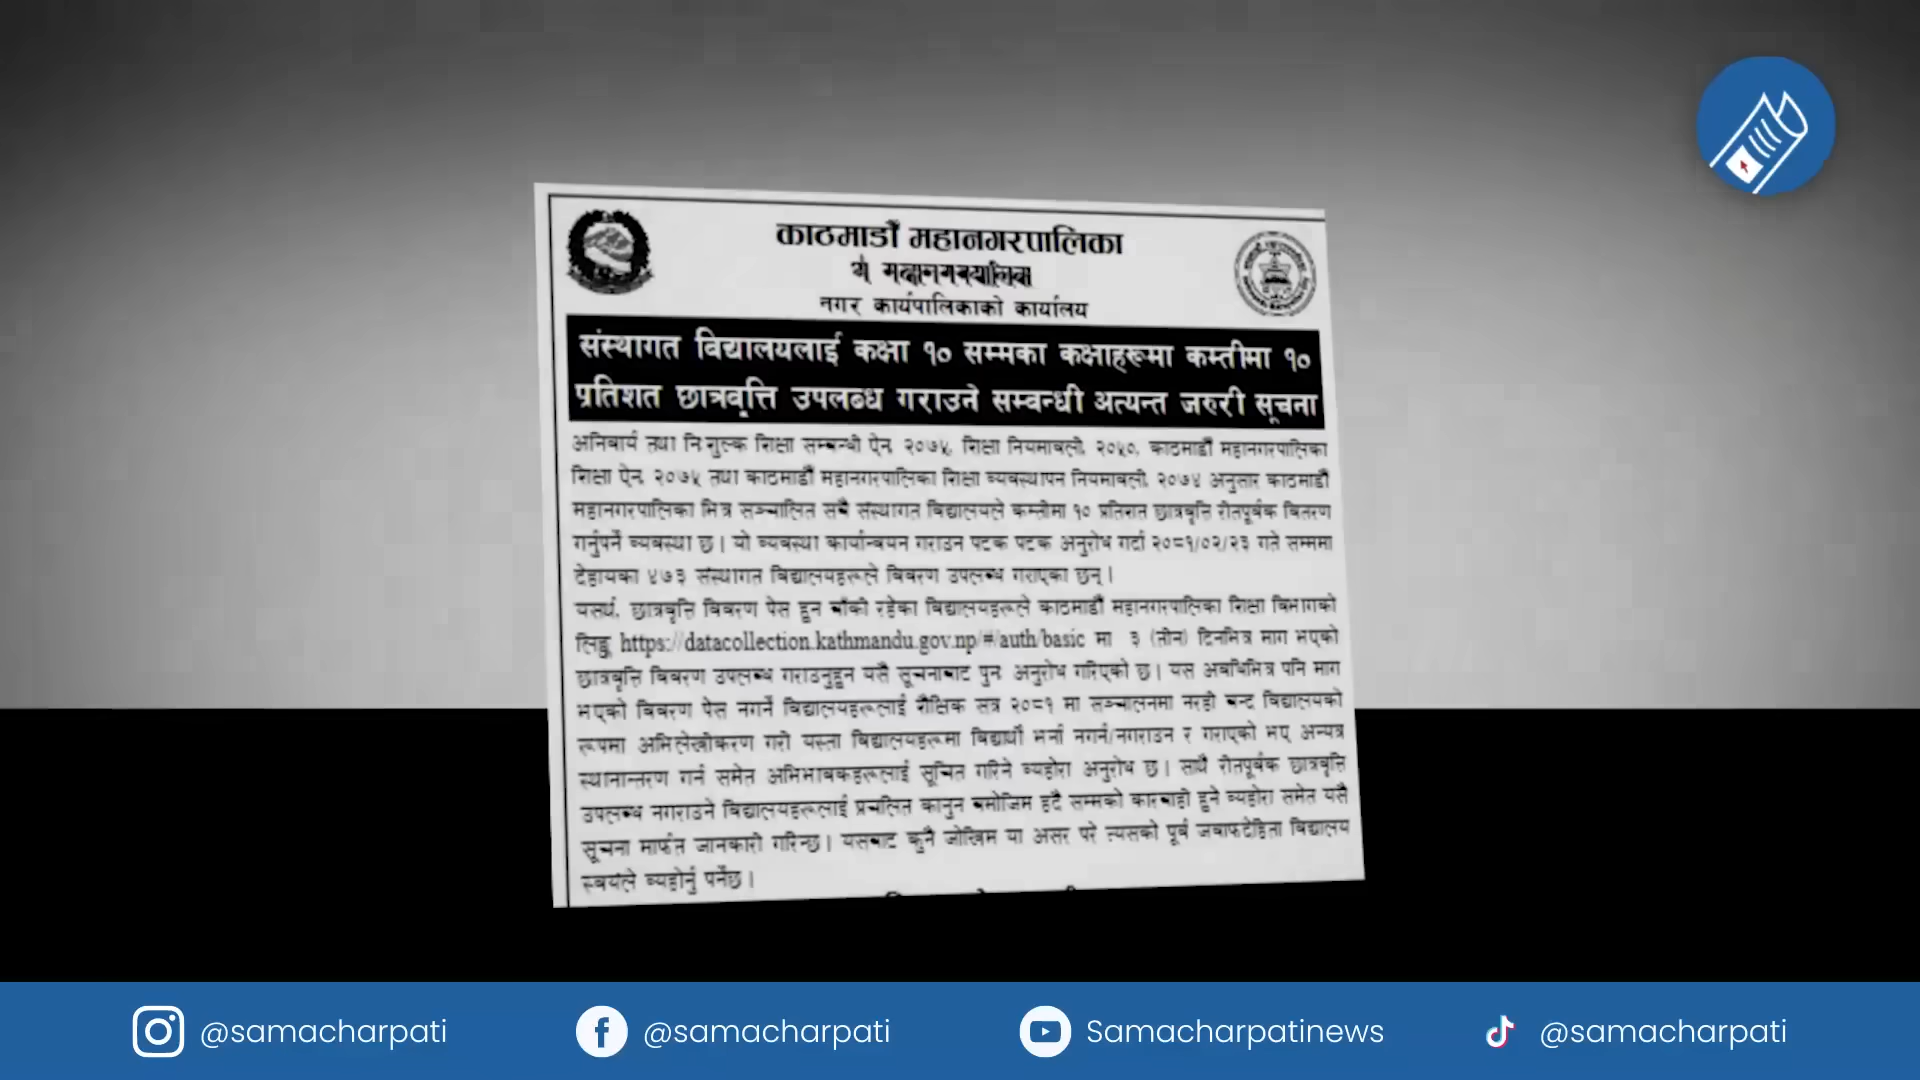 काठमाडौँ महानगरपालिका
नगर कार्यपालिकाको कार्यालय
संस्थागत विद्यालयलाई कक्षा १० सम्मका कक्षाहरूमा कम्तीमा १०
प्रतिशत छात्रवृत्ति उपलब्ध गराउने सम्बन्धी अत्यन्त जरुरी सूचना
अनिवार्य तथा निःशुल्क शिक्षा सम्बन्धी ऐन, २०७५, शिक्षा नियमावली, २०५०, काठमाडौँ महानगरपालिका
शिक्षा ऐन, २०७५ तथा काठमाडौँ महानगरपालिका शिक्षा व्यवस्थापन नियमावली, २०७४ अनुसार काठमाडौँ
महानगरपालिका भित्र सञ्चालित सबै संस्थागत विद्यालयले कम्तीमा १० प्रतिशत छात्रवृत्ति रीतपूर्वक वितरण
गर्नुपर्ने व्यवस्था छ । यो व्यवस्था कार्यान्वयन गराउन पटक पटक अनुरोध गर्दा २०८१/०२/२३ गते सम्ममा
देहायका ४७३ संस्थागत विद्यालयहरूले विवरण उपलब्ध गराएका छन् ।
यसर्थ, छात्रवृत्ति विवरण पेस हुन बाँकी रहेका विद्यालयहरूले काठमाडौँ महानगरपालिका शिक्षा विभागको
लिङ्क https://datacollection.kathmandu.gov.np/#/auth/basic मा ३ (तीन) दिनभित्र माग भएको
छात्रवृत्ति विवरण उपलब्ध गराउनुहुन यसै सूचनाबाट पुनः अनुरोध गरिएको छ । यस अवधिभित्र पनि माग
भएको विवरण पेस नगर्ने विद्यालयहरूलाई शैक्षिक सत्र २०८१ मा सञ्चालनमा नरही बन्द विद्यालयको
रूपमा अभिलेखीकरण गरी यस्ता विद्यालयहरूमा विद्यार्थी भर्ना नगर्न/नगराउन र गराएको भए अन्यत्र
स्थानान्तरण गर्न समेत अभिभावकहरूलाई सूचित गरिने व्यहोरा अनुरोध छ । साथै रीतपूर्वक छात्रवृत्ति
उपलब्ध नगराउने विद्यालयहरूलाई प्रचलित कानुन बमोजिम हदै सम्मको कारबाही हुने व्यहोरा समेत यसै
सूचना मार्फत जानकारी गरिन्छ । यसबाट कुनै जोखिम या असर परे त्यसको पूर्व जवाफदेहिता विद्यालय
स्वयंले व्यहोर्नु पर्नेछ ।
@samacharpati
@samacharpati
Samacharpatinews
@samacharpati